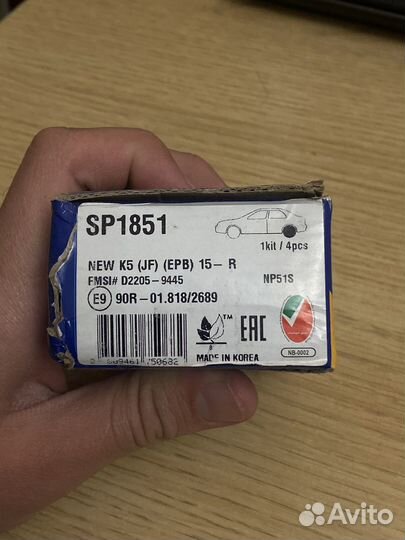 SP1851
1kit / 4pcs
NEW K5 (JF) (EPB) 15- R
FMSI# D2205-9445
NP51S
E9 90R-01.818/2689
TM
EAC
MADE IN KOREA
NB-0002
Avito